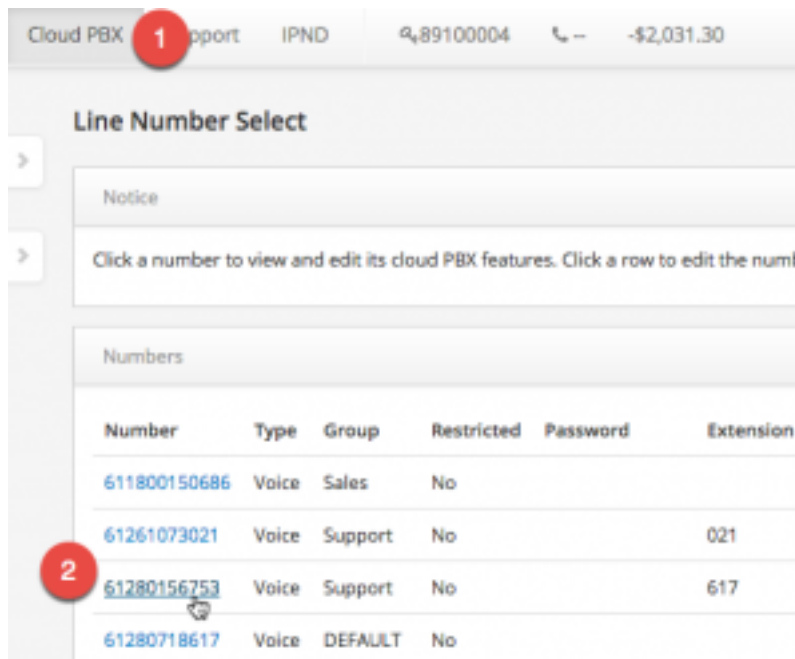 Cloud PBX 1 pport IPND 89100004 -- -$2,031.30
Line Number Select
Notice
Click a number to view and edit its cloud PBX features. Click a row to edit the num
Numbers
Number Type Group Restricted Password Extension
611800150686 Voice Sales No
61261073021 Voice Support No 021
2 61280156753 Voice Support No 617
61280718617 Voice DEFAULT No